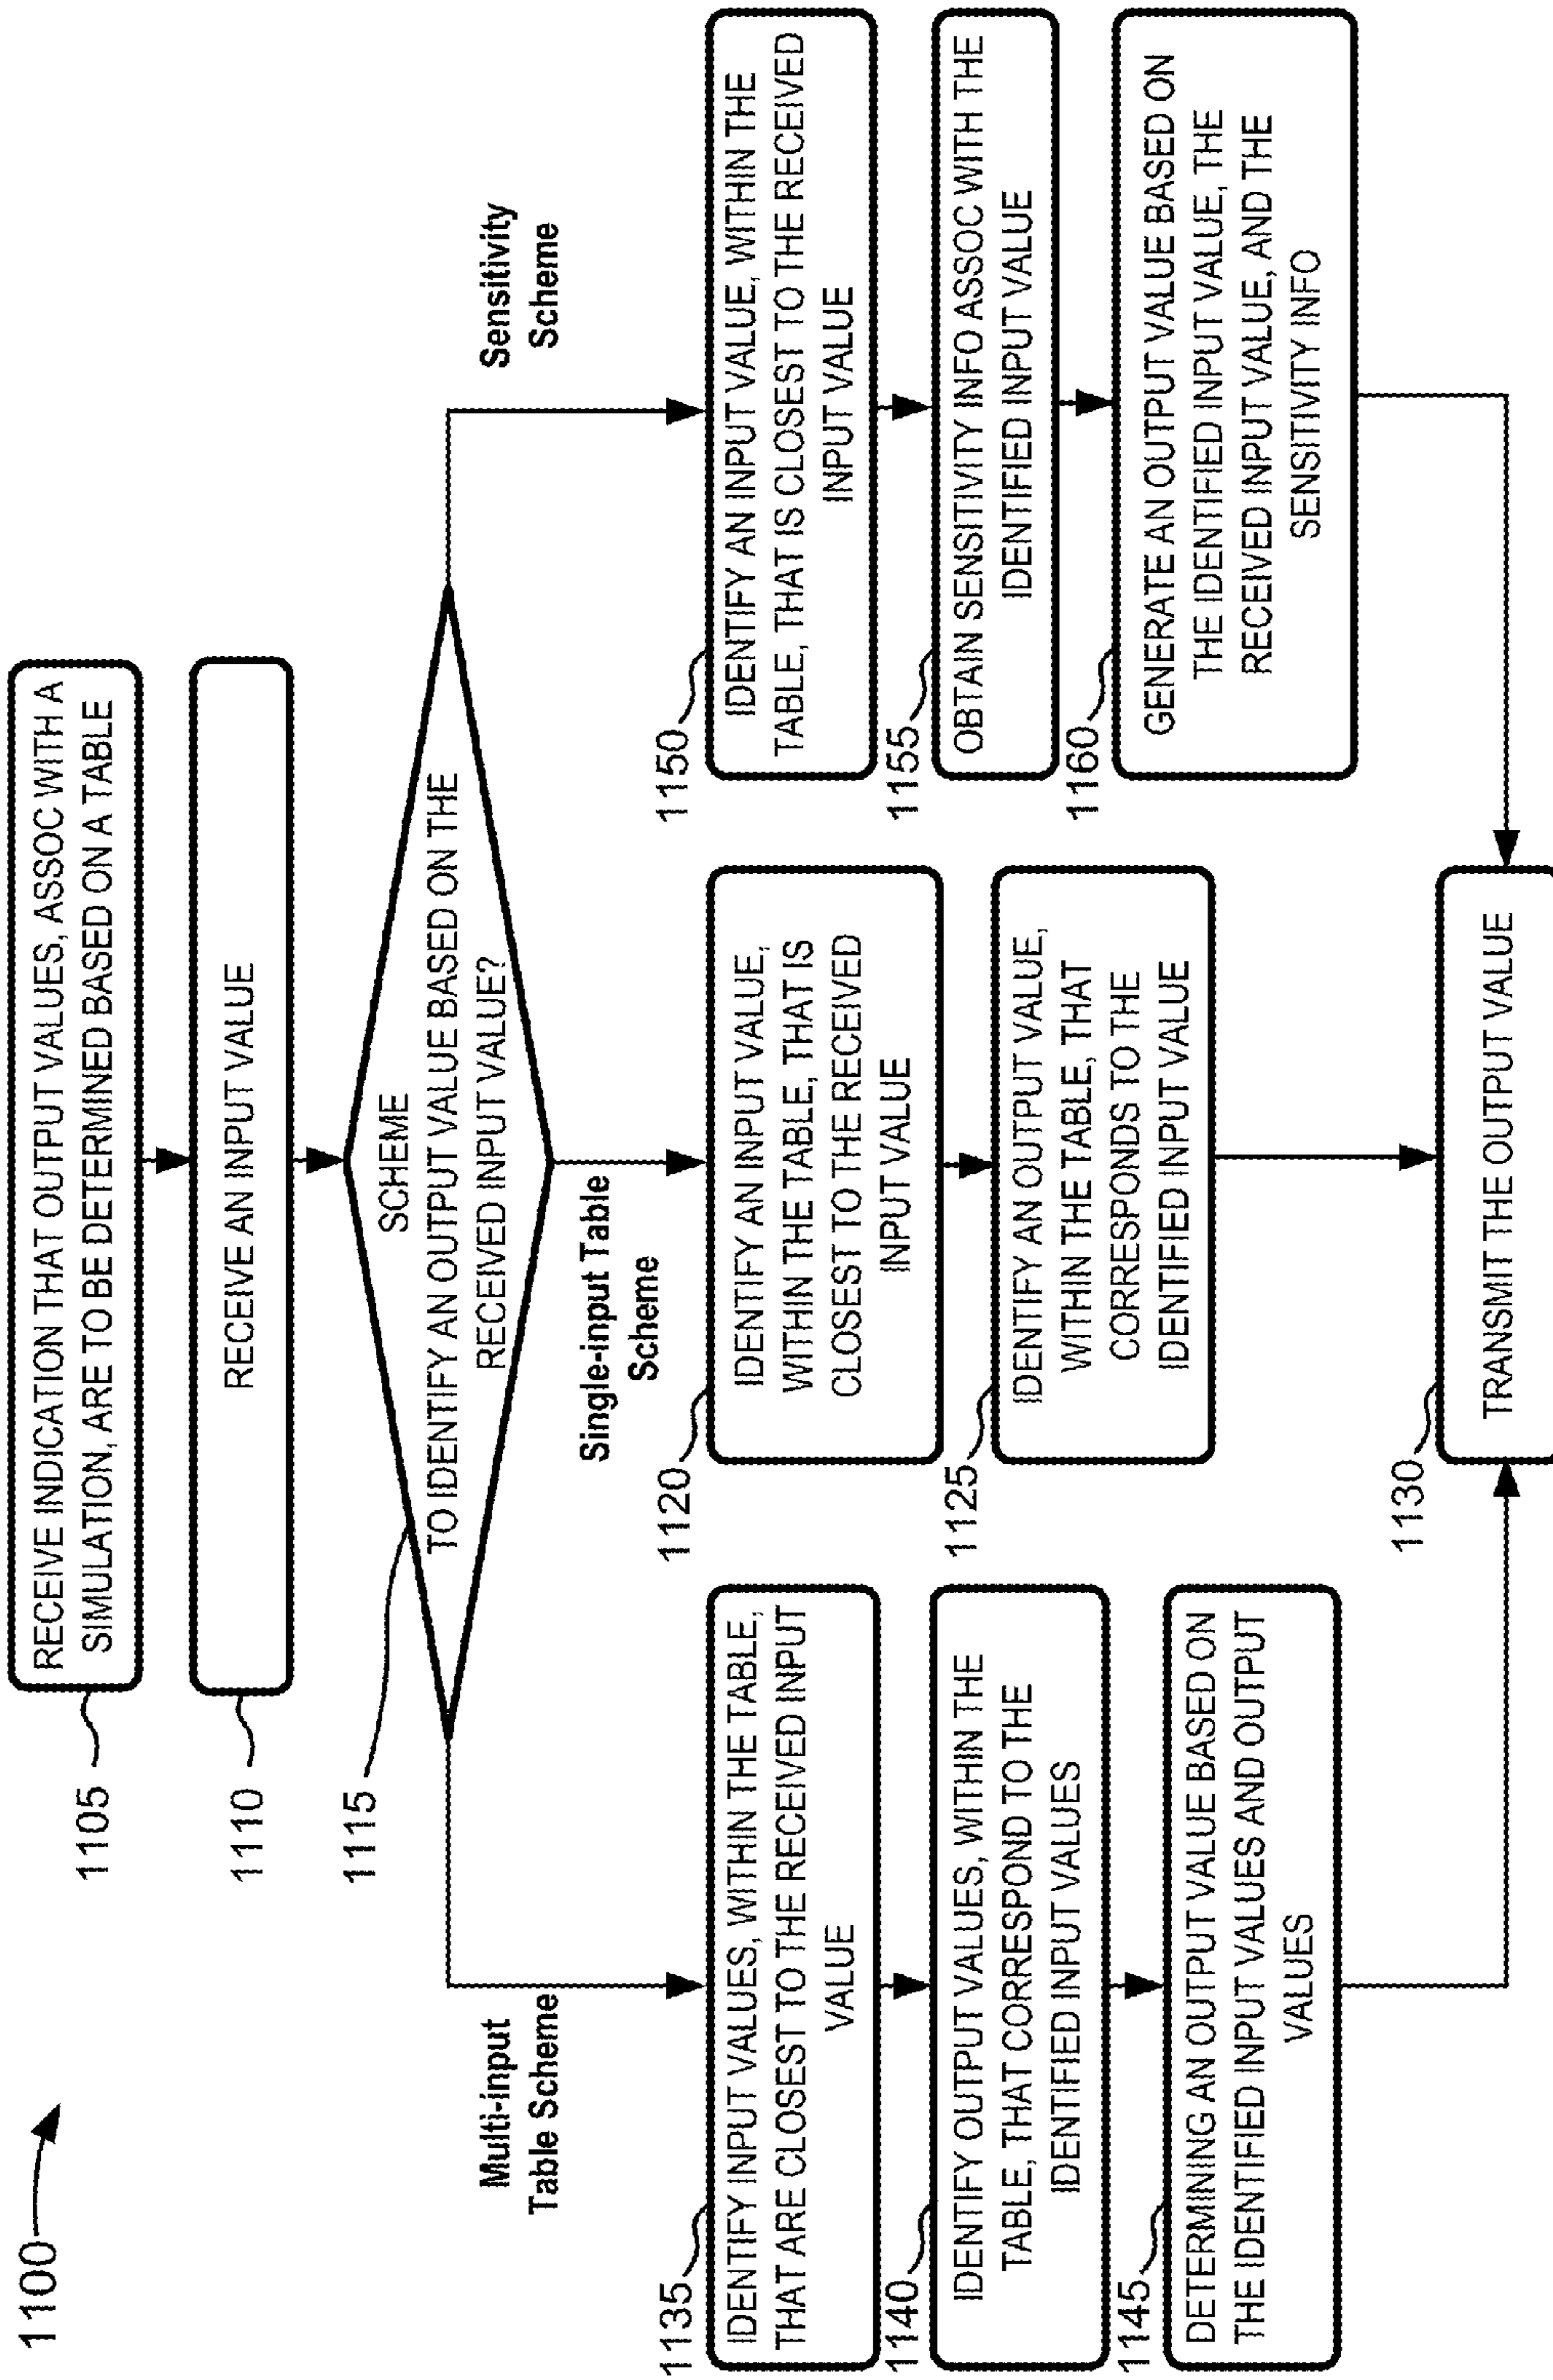 1100
RECEIVE INDICATION THAT OUTPUT VALUES, ASSOC WITH A
SIMULATION, ARE TO BE DETERMINED BASED ON A TABLE
1105
RECEIVE AN INPUT VALUE
1110
SCHEME
TO IDENTIFY AN OUTPUT VALUE BASED ON THE
RECEIVED INPUT VALUE?
1115
Multi-input
Table Scheme
1135
IDENTIFY INPUT VALUES, WITHIN THE TABLE,
THAT ARE CLOSEST TO THE RECEIVED INPUT
VALUE
1140
IDENTIFY OUTPUT VALUES, WITHIN THE
TABLE, THAT CORRESPOND TO THE
IDENTIFIED INPUT VALUES
1145
DETERMINING AN OUTPUT VALUE BASED ON
THE IDENTIFIED INPUT VALUES AND OUTPUT
VALUES
Single-input Table
Scheme
1120
IDENTIFY AN INPUT VALUE,
WITHIN THE TABLE, THAT IS
CLOSEST TO THE RECEIVED
INPUT VALUE
1125
IDENTIFY AN OUTPUT VALUE,
WITHIN THE TABLE, THAT
CORRESPONDS TO THE
IDENTIFIED INPUT VALUE
1130
TRANSMIT THE OUTPUT VALUE
Sensitivity
Scheme
1150
IDENTIFY AN INPUT VALUE, WITHIN THE
TABLE, THAT IS CLOSEST TO THE RECEIVED
INPUT VALUE
1155
OBTAIN SENSITIVITY INFO ASSOC WITH THE
IDENTIFIED INPUT VALUE
1160
GENERATE AN OUTPUT VALUE BASED ON
THE IDENTIFIED INPUT VALUE, THE
RECEIVED INPUT VALUE, AND THE
SENSITIVITY INFO